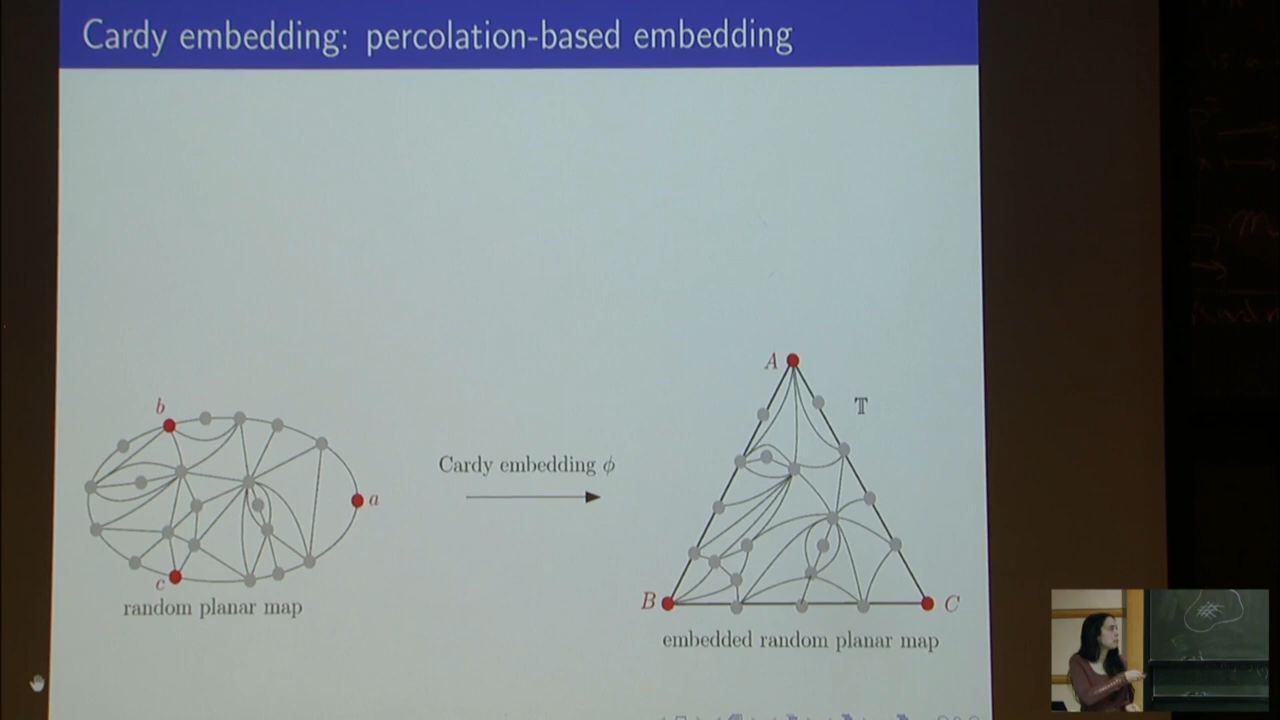 Cardy embedding: percolation-based embedding
A
𝕋
b
Cardy embedding ϕ
a
c
random planar map
B
C
embedded random planar map